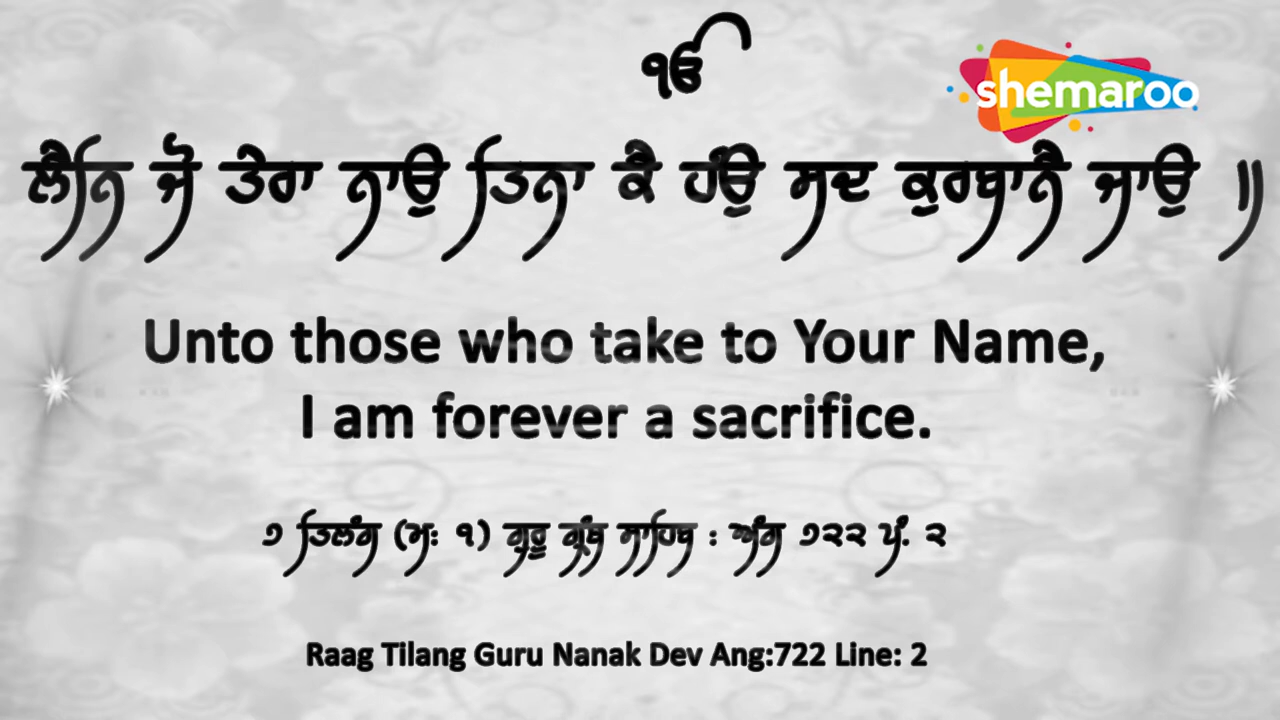 ੴ
shemaroo
ਲੈਨਿ ਜੋ ਤੇਰਾ ਨਾਉ ਤਿਨਾ ਕੈ ਹੰਉ ਸਦ ਕੁਰਬਾਨੈ ਜਾਉ ॥
Unto those who take to Your Name,
I am forever a sacrifice.
੭ ਤਿਲੰਗ (ਮਃ ੧) ਗੁਰੂ ਗ੍ਰੰਥ ਸਾਹਿਬ : ਅੰਗ ੭੨੨ ਪੰ. ੨
Raag Tilang Guru Nanak Dev Ang:722 Line: 2